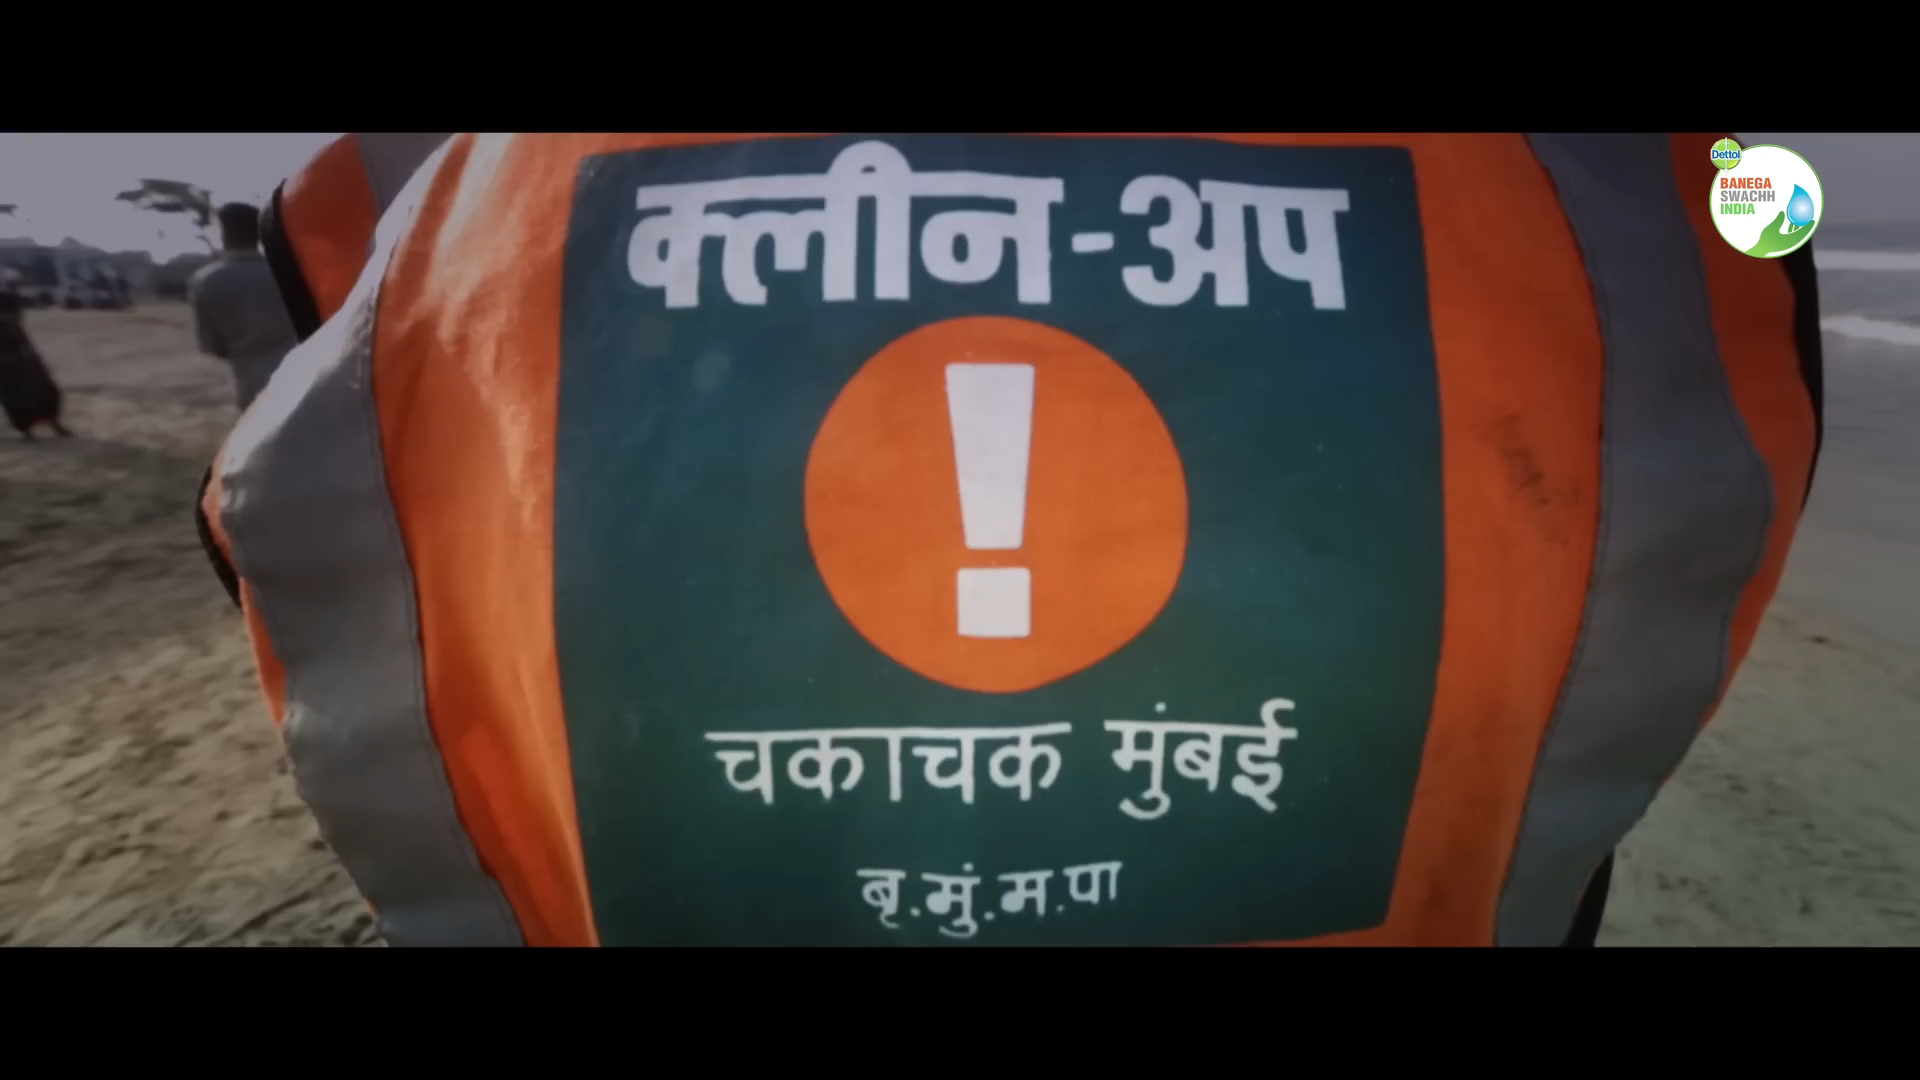 क्लीन-अप
!
चकाचक मुंबई
बृ.मुं.म.पा
Dettol
BANEGA
SWACHH
INDIA